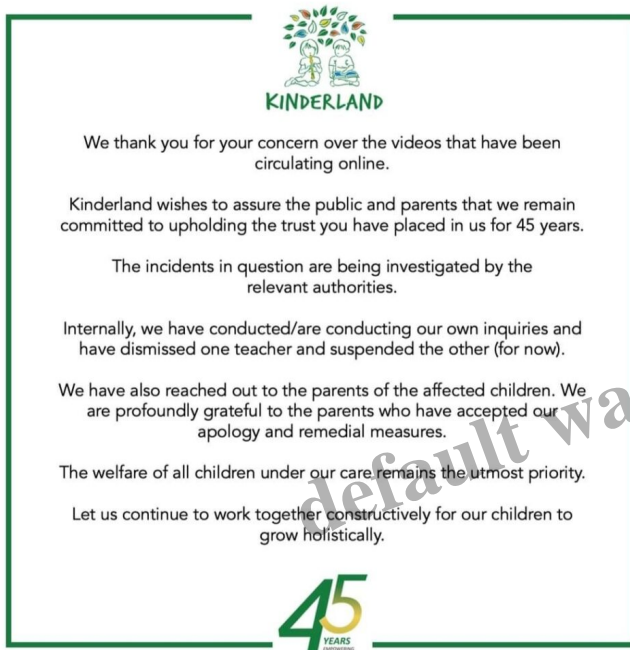 KINDERLAND
We thank you for your concern over the videos that have been
circulating online.
Kinderland wishes to assure the public and parents that we remain
committed to upholding the trust you have placed in us for 45 years.
The incidents in question are being investigated by the
relevant authorities.
Internally, we have conducted/are conducting our own inquiries and
have dismissed one teacher and suspended the other (for now).
We have also reached out to the parents of the affected children. We
are profoundly grateful to the parents who have accepted our
apology and remedial measures.
The welfare of all children under our care remains the utmost priority.
Let us continue to work together constructively for our children to
grow holistically.
default wa
45
YEARS
EMPOWERING